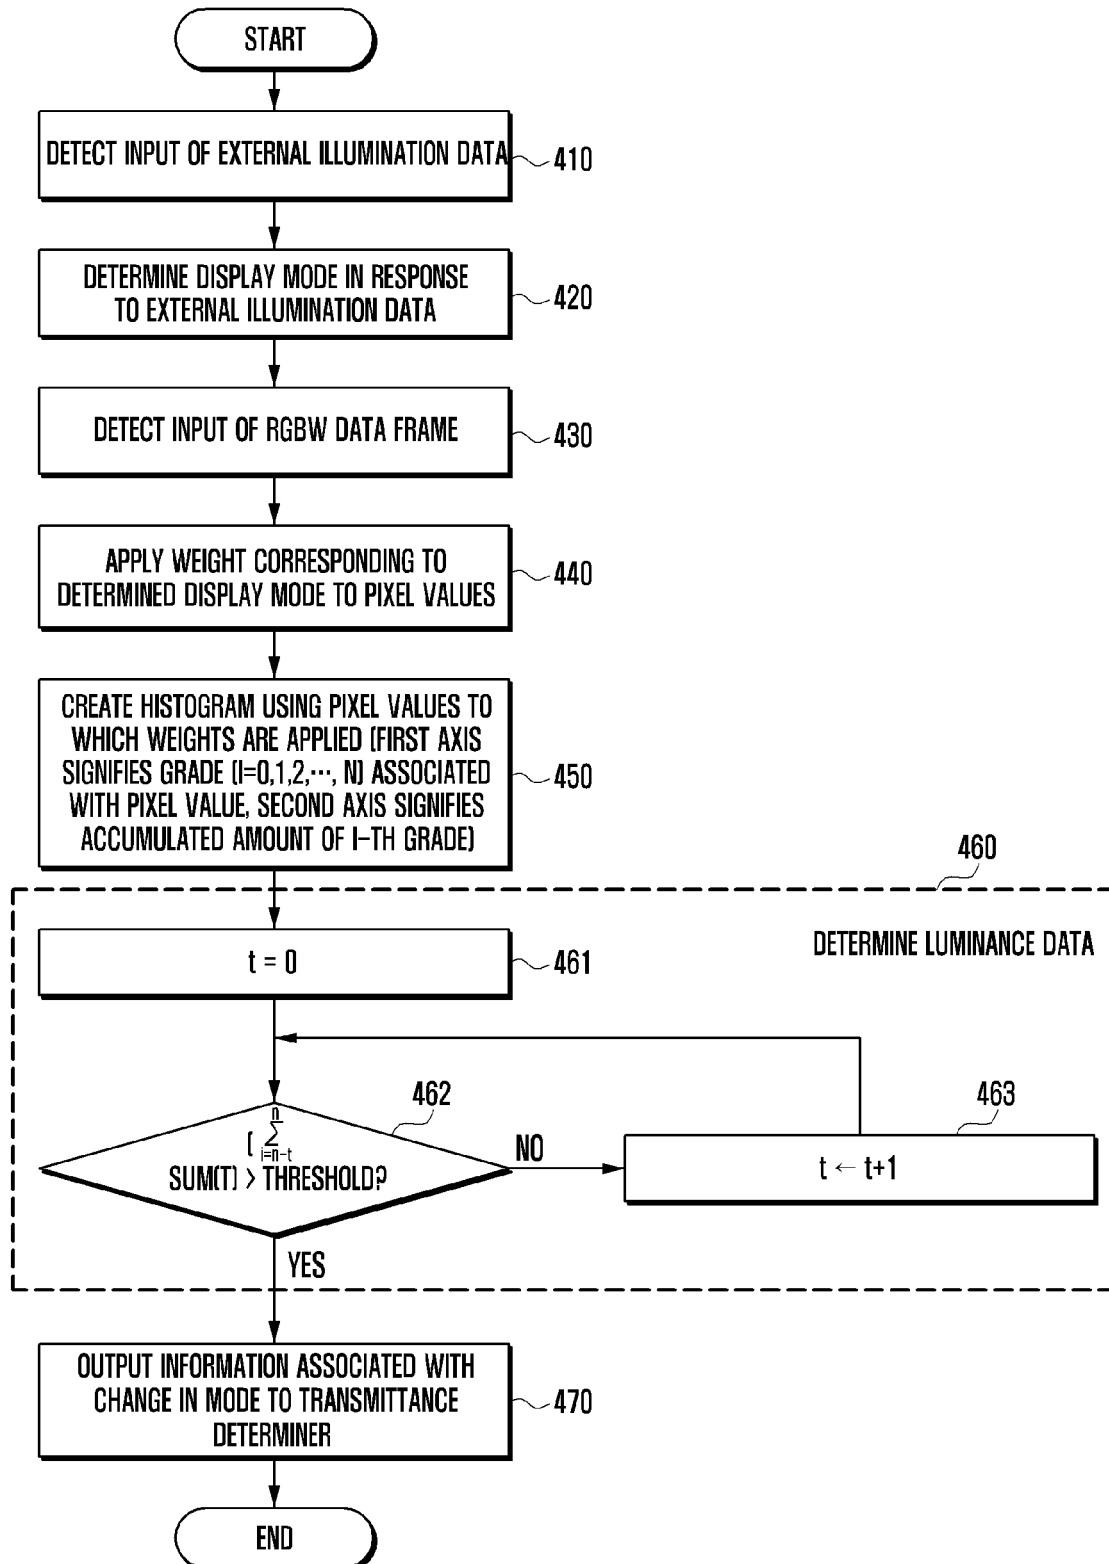 START
DETECT INPUT OF EXTERNAL ILLUMINATION DATA
410
DETERMINE DISPLAY MODE IN RESPONSE
TO EXTERNAL ILLUMINATION DATA
420
DETECT INPUT OF RGBW DATA FRAME
430
APPLY WEIGHT CORRESPONDING TO
DETERMINED DISPLAY MODE TO PIXEL VALUES
440
CREATE HISTOGRAM USING PIXEL VALUES TO
WHICH WEIGHTS ARE APPLIED (FIRST AXIS
SIGNIFIES GRADE (I=0,1,2,···, N) ASSOCIATED
WITH PIXEL VALUE, SECOND AXIS SIGNIFIES
ACCUMULATED AMOUNT OF I-TH GRADE)
450
460
DETERMINE LUMINANCE DATA
t = 0
461
462
n
( ∑
i=n-t
SUM(T) > THRESHOLD?
NO
463
t ← t+1
YES
OUTPUT INFORMATION ASSOCIATED WITH
CHANGE IN MODE TO TRANSMITTANCE
DETERMINER
470
END